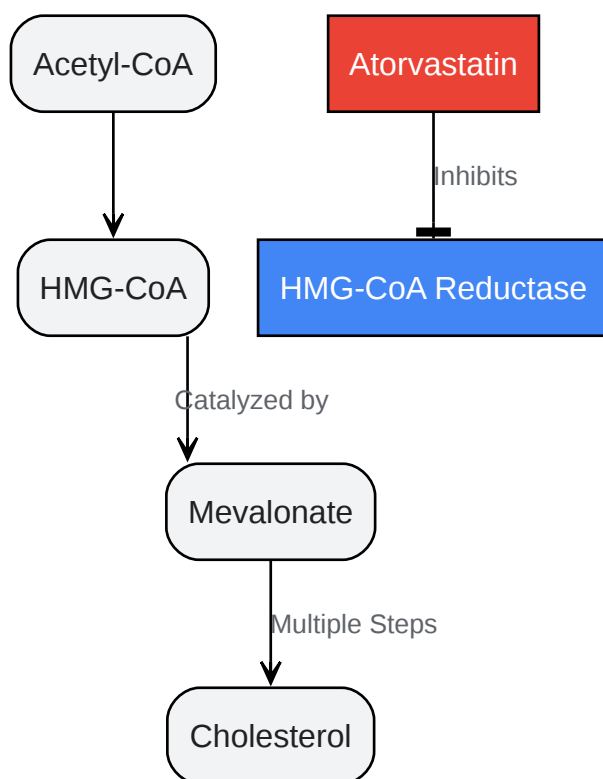 Acetyl-CoA
Atorvastatin
Inhibits
HMG-CoA
HMG-CoA Reductase
Catalyzed by
Mevalonate
Multiple Steps
Cholesterol